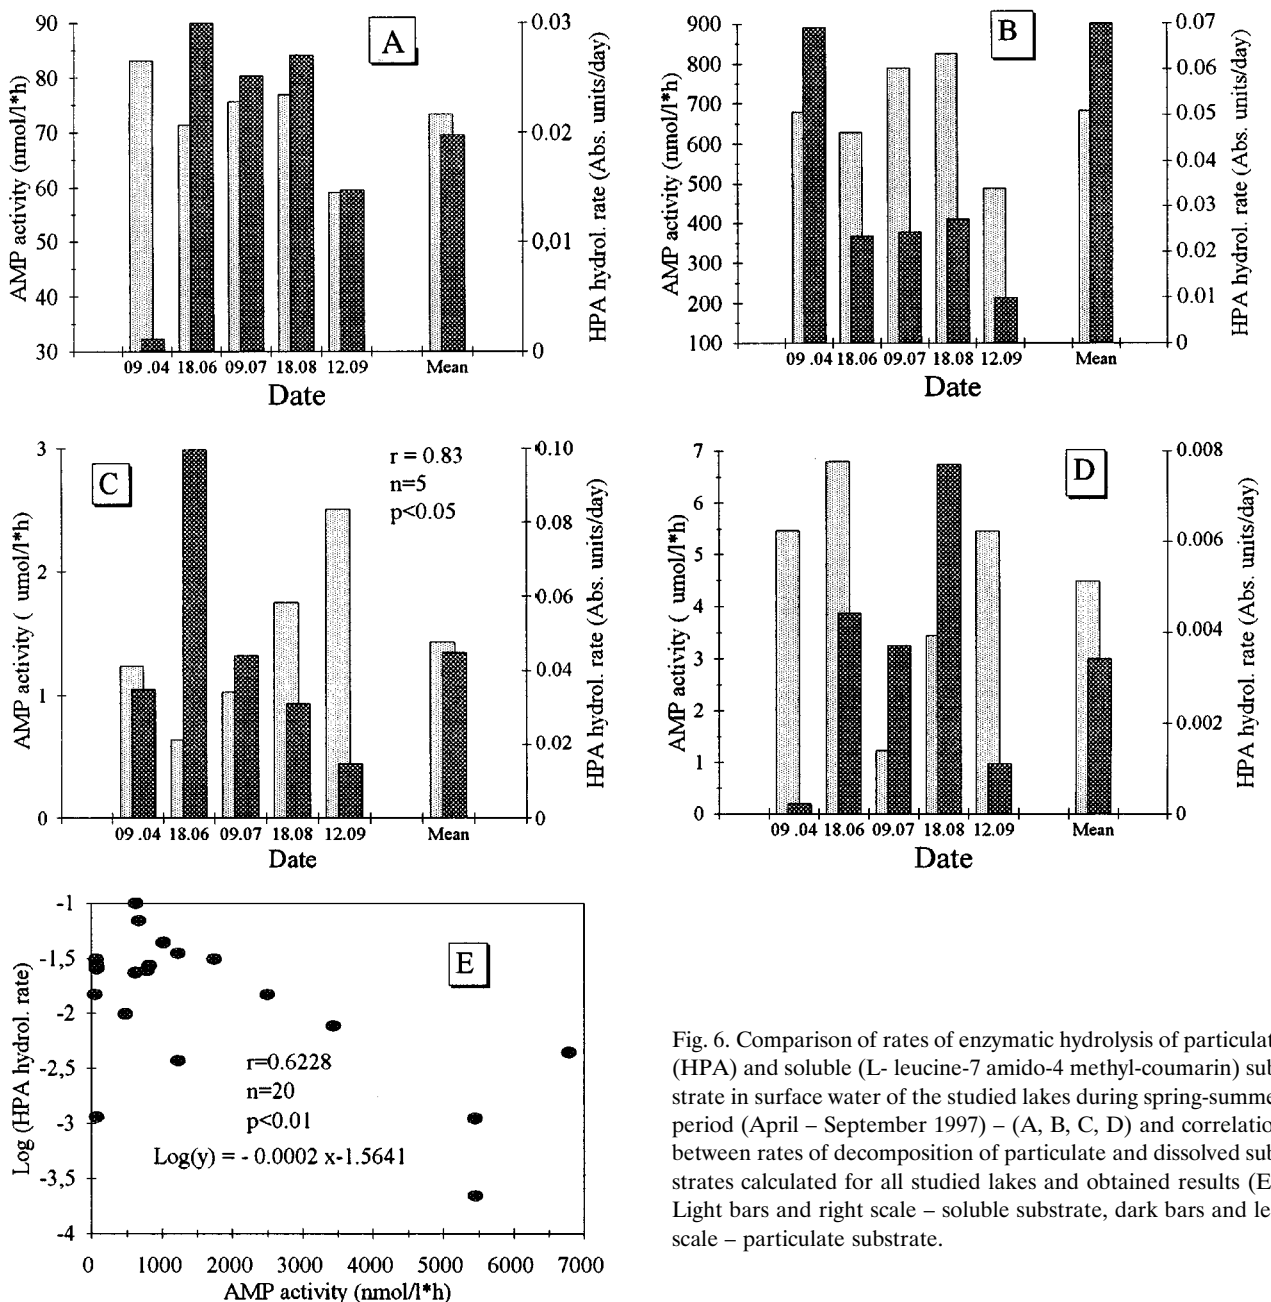 A
AMP activity (nmol/l*h)
90
80
70
60
50
40
30
0.03
0.02
0,01
0
HPA hydrol. rate (Abs. units/day)
09 .04 18.06 09.07 18.08 12.09 Mean
Date
B
AMP activity (nmol/l*h)
900
800
700
600
500
400
300
200
100
0.07
0.06
0.05
0.04
0.03
0.02
0.01
0
HPA hydrol. rate (Abs. units/day)
09 .04 18.06 09.07 18.08 12.09 Mean
Date
C
r = 0.83
n=5
p<0.05
AMP activity ( umol/l*h)
3
2
1
0
0.10
0.08
0.06
0.04
0.02
0
HPA hydrol. rate (Abs. units/day)
09 .04 18.06 09.07 18.08 12.09 Mean
Date
D
AMP activity ( umol/l*h)
7
6
5
4
3
2
1
0
0.008
0.006
0.004
0.002
0
HPA hydrol. rate (Abs. units/day)
09 .04 18.06 09.07 18.08 12.09 Mean
Date
E
Log (HPA hydrol. rate)
-1
-1,5
-2
-2,5
-3
-3,5
-4
r=0.6228
n=20
p<0.01
Log(y) = - 0.0002 x-1.5641
0 1000 2000 3000 4000 5000 6000 7000
AMP activity (nmol/l*h)
Fig. 6. Comparison of rates of enzymatic hydrolysis of particulat
(HPA) and soluble (L- leucine-7 amido-4 methyl-coumarin) sub
strate in surface water of the studied lakes during spring-summe
period (April – September 1997) – (A, B, C, D) and correlatio
between rates of decomposition of particulate and dissolved sub
strates calculated for all studied lakes and obtained results (E
Light bars and right scale – soluble substrate, dark bars and le
scale – particulate substrate.